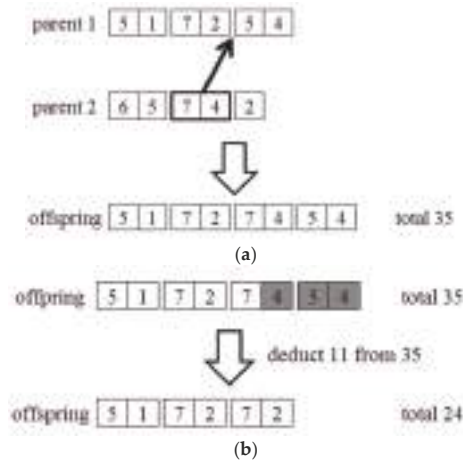 parent 1 5 1 7 2 5 4
parent 2 6 5 7 4 2
offspring 5 1 7 2 7 4 5 4 total 35
(a)
offpring 5 1 7 2 7 4 5 4 total 35
deduct 11 from 35
offspring 5 1 7 2 7 2 total 24
(b)